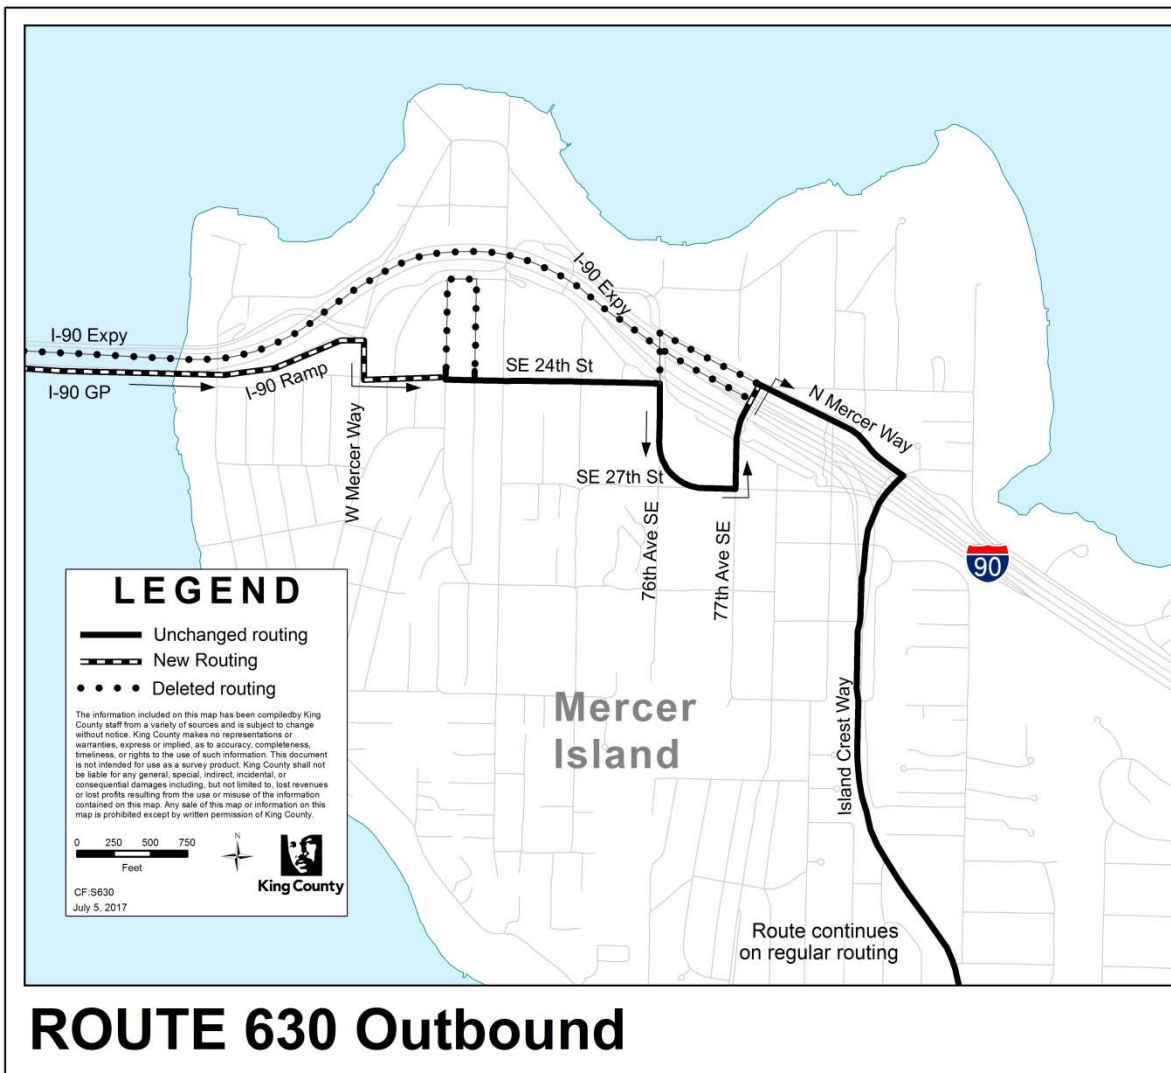 I-90 Expy
I-90 Expy
I-90 GP
I-90 Ramp
SE 24th St
N Mercer Way
W Mercer Way
SE 27th St
76th Ave SE
77th Ave SE
90
Island Crest Way
Mercer
Island
Route continues
on regular routing
LEGEND
Unchanged routing
New Routing
Deleted routing
The information included on this map has been compiledby King
County staff from a variety of sources and is subject to change
without notice. King County makes no representations or
warranties, express or implied, as to accuracy, completeness,
timeliness, or rights to the use of such information. This document
is not intended for use as a survey product. King County shall not
be liable for any general, special, indirect, incidental, or
consequential damages including, but not limited to, lost revenues
or lost profits resulting from the use or misuse of the information
contained on this map. Any sale of this map or information on this
map is prohibited except by written permission of King County.
0 250 500 750
Feet
N
King County
CF:S630
July 5, 2017
ROUTE 630 Outbound